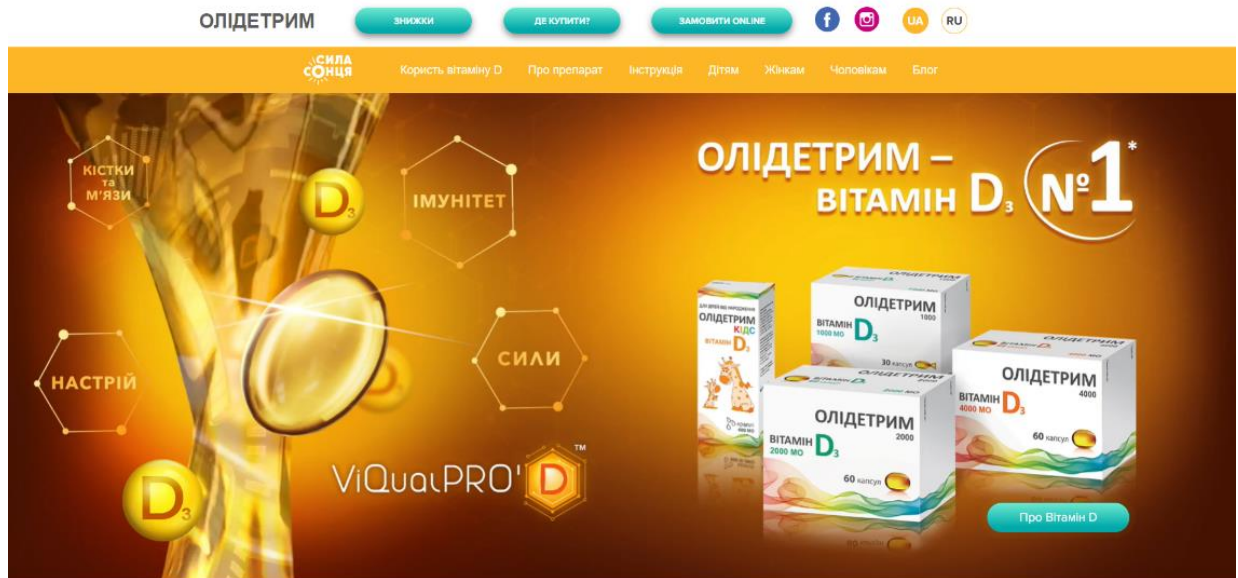 ОЛІДЕТРИМ
ЗНИЖКИ
ДЕ КУПИТИ?
ЗАМОВИТИ ONLINE
f
UA
RU
СИЛА
СОНЦЯ
Користь вітаміну D
Про препарат
Інструкція
Дітям
Жінкам
Чоловікам
Блог
КІСТКИ
та
М'ЯЗИ
D3
ІМУНІТЕТ
НАСТРІЙ
СИЛИ
ViQualPRO'D™
D3
ОЛІДЕТРИМ –
ВІТАМІН D3 №1*
ОЛІДЕТРИМ
КІДС
ВІТАМІН D3
ОЛІДЕТРИМ
1000
ВІТАМІН D3
1000 МО
30 капсул
ОЛІДЕТРИМ
2000
ВІТАМІН D3
2000 МО
60 капсул
ОЛІДЕТРИМ
4000
ВІТАМІН D3
4000 МО
60 капсул
Про Вітамін D